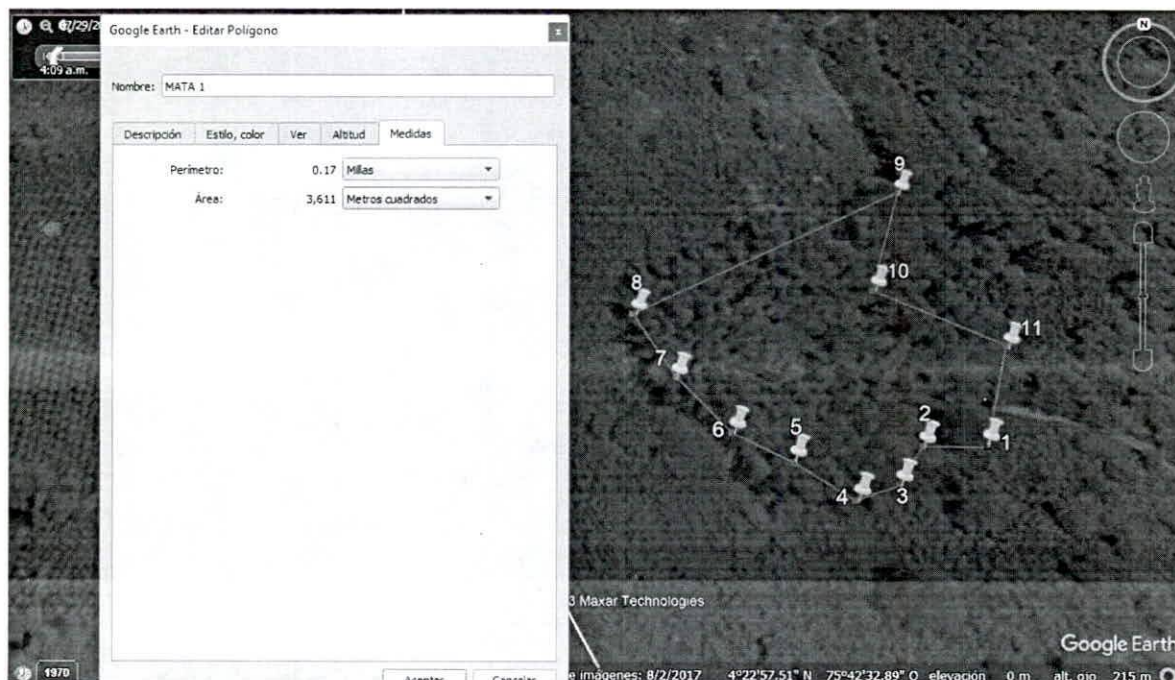 Google Earth - Editar Polígono
x
4:09 a.m.
Nombre: MATA 1
Descripción Estilo, color Ver Altitud Medidas
Perímetro: 0.17 Millas
Área: 3,611 Metros cuadrados
N
9
10
8
11
7
2
6
5
1
4
3
3 Maxar Technologies
Google Earth
1970
Aceptar Cancelar
e imágenes: 8/2/2017 4°22'57.51" N 75°42'32.89" O elevación 0 m alt. ojo 215 m